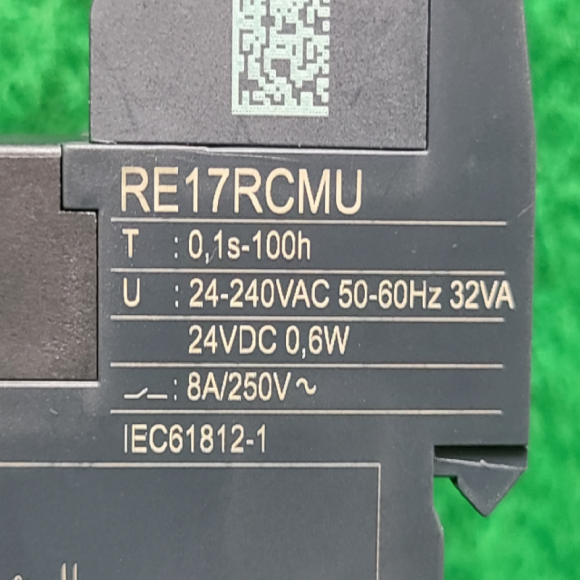 RE17RCMU
T : 0,1s-100h
U : 24-240VAC 50-60Hz 32VA
24VDC 0,6W
: 8A/250V~
IEC61812-1